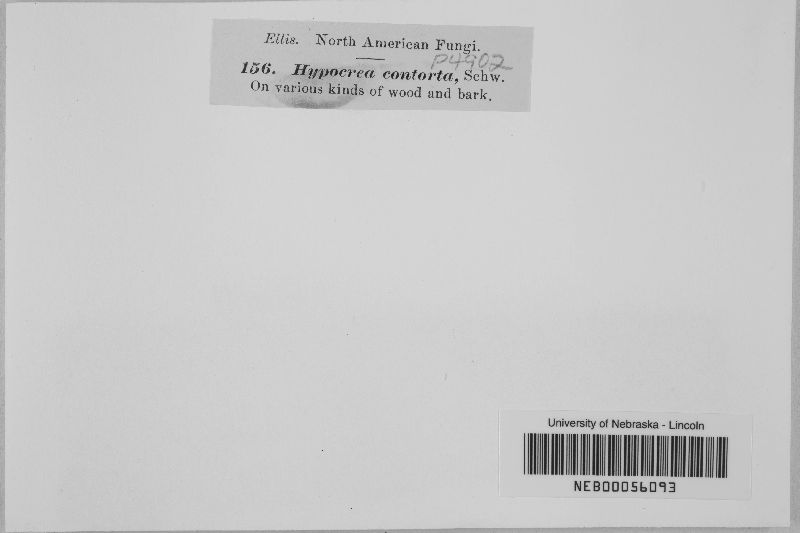 Ellis. North American Fungi.
P4902
156. Hypocrea contorta, Schw.
On various kinds of wood and bark.
University of Nebraska - Lincoln
NEB00056093